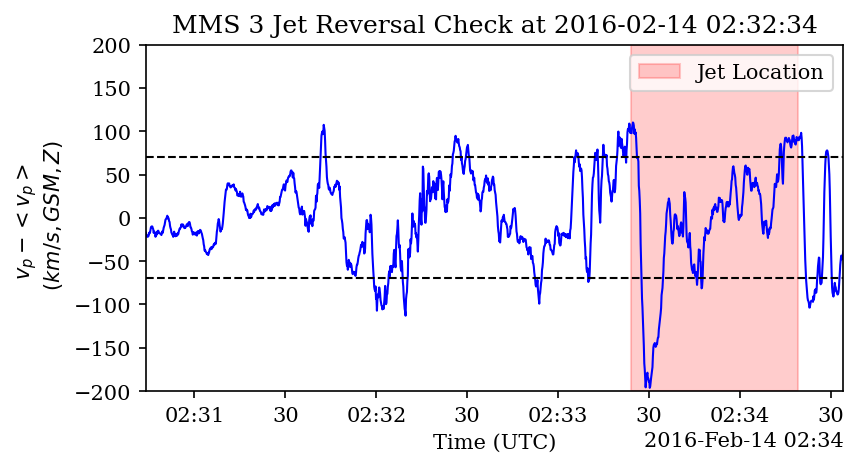 MMS 3 Jet Reversal Check at 2016-02-14 02:32:34
200
150
100
50
0
−50
−100
−150
−200
v_p − < v_p >
(km/s, GSM, Z)
Jet Location
02:31 30 02:32 30 02:33 30 02:34 30
Time (UTC)
2016-Feb-14 02:34